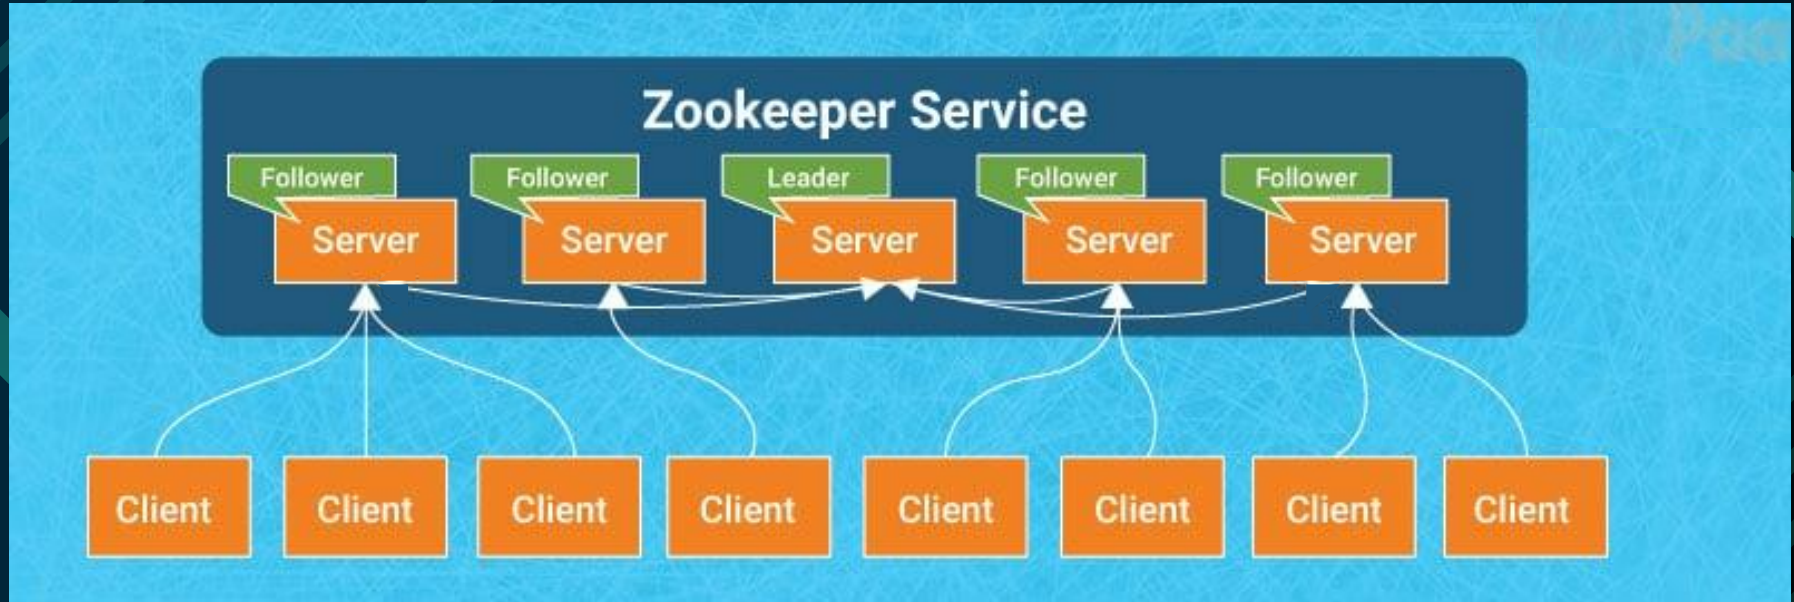 Zookeeper Service
Follower
Follower
Leader
Follower
Follower
Server
Server
Server
Server
Server
Client
Client
Client
Client
Client
Client
Client
Client